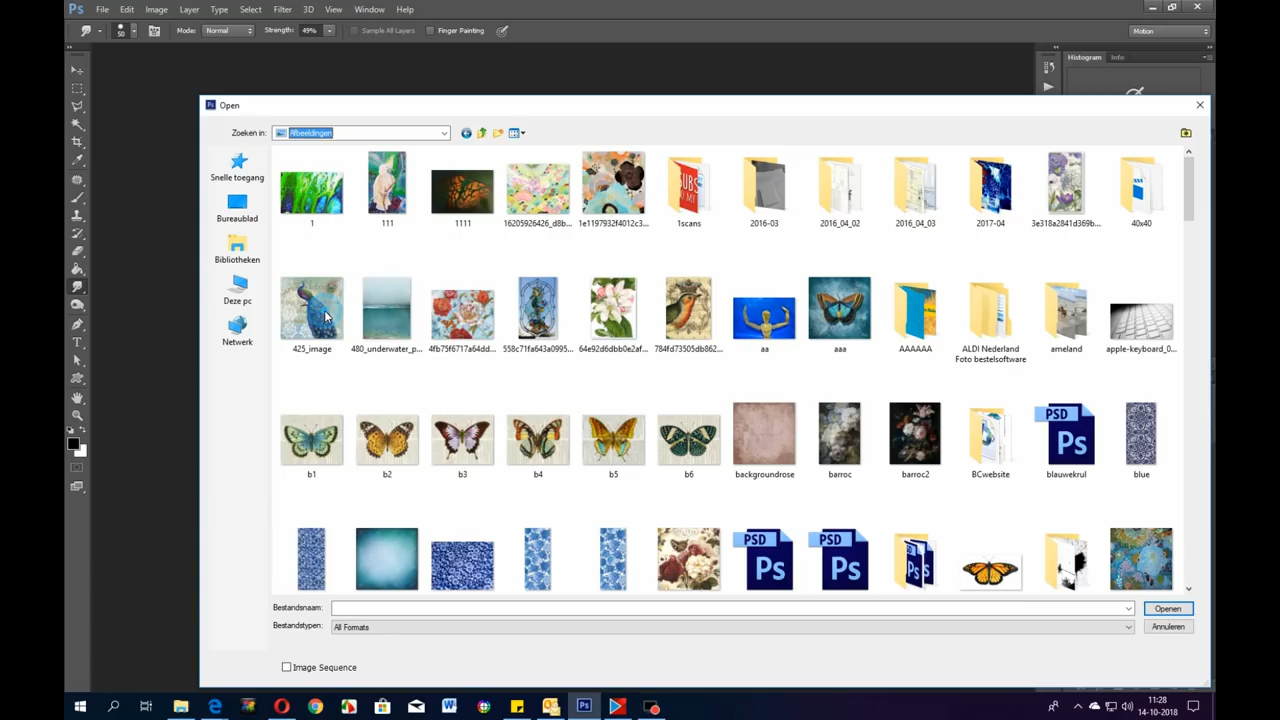 Ps File Edit Image Layer Type Select Filter 3D View Window Help
50 Mode: Normal Strength: 49% Sample All Layers Finger Painting Motion
Histogram Info
Ps Open
Zoeken in: Afbeeldingen
Snelle toegang
Bureaublad
Bibliotheken
Deze pc
Netwerk
1 111 1111 16205926426_d8b... 1e1197932f4012c3... 1scans 2016-03 2016_04_02 2016_04_03 2017-04 3e318a2841d369b... 40x40
425_image 480_underwater_p... 4fb75f6717a64dd... 558c71fa643a0995... 64e92d6dbb0e2af... 784fd73505db862... aa aaa AAAAAA ALDI Nederland Foto bestelsoftware ameland apple-keyboard_0...
PSD
Ps
b1 b2 b3 b4 b5 b6 backgroundrose barroc barroc2 BCwebsite blauwekrul blue
PSD PSD
Ps Ps
Bestandsnaam: Openen
Bestandstypen: All Formats Annuleren
Image Sequence
11:28
14-10-2018